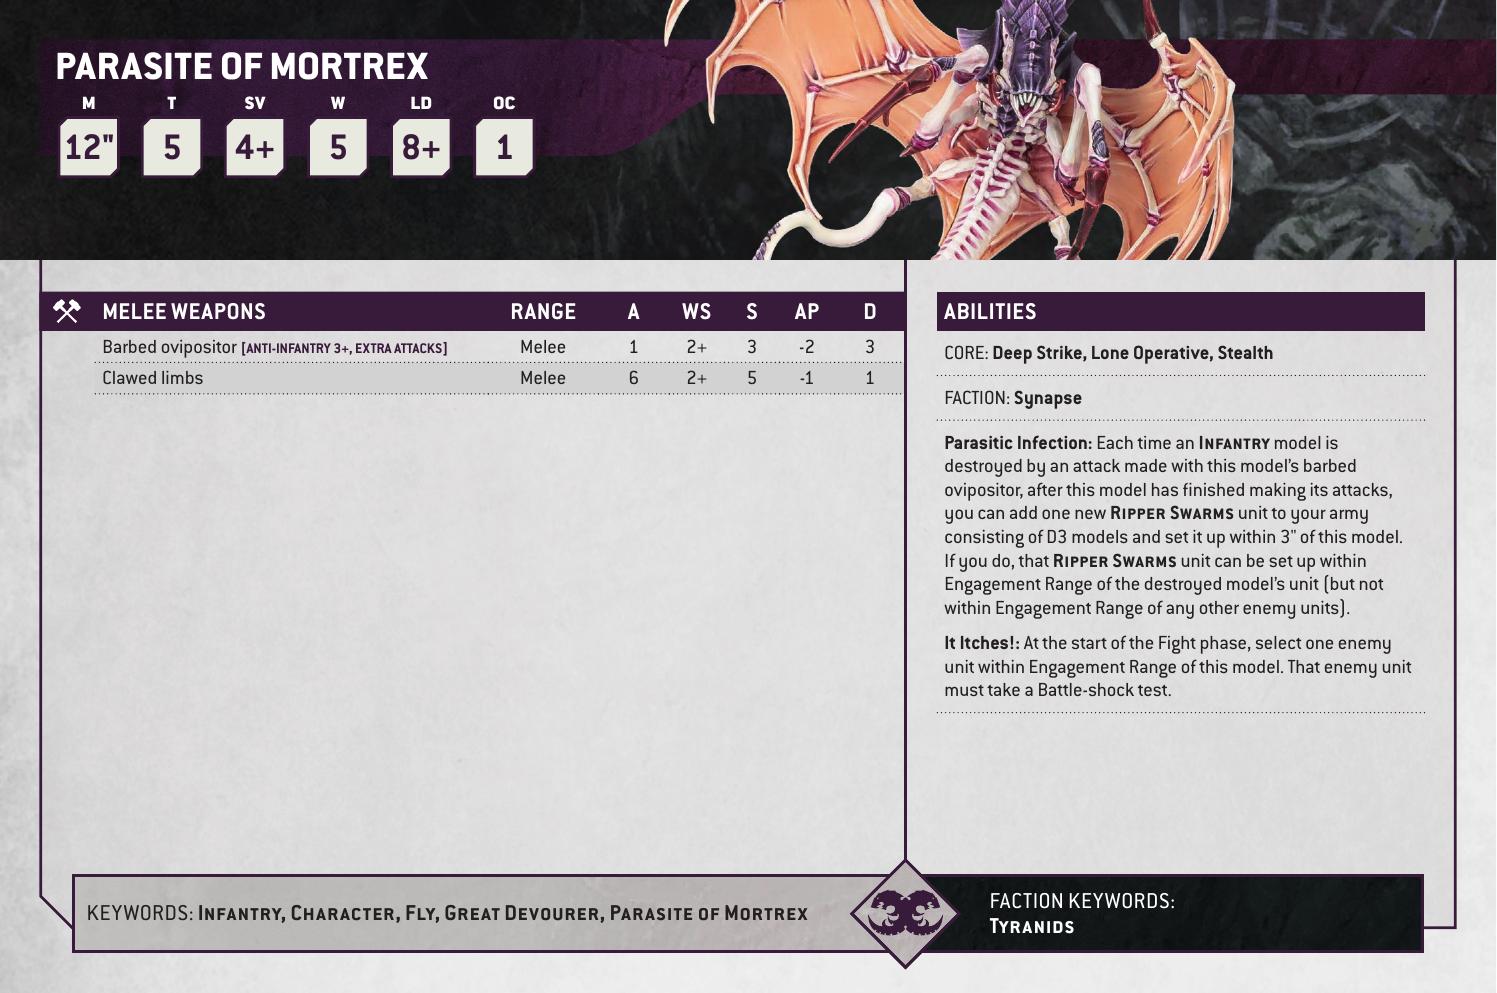 PARASITE OF MORTREX
M T SV W LD OC
12" 5 4+ 5 8+ 1
MELEE WEAPONS RANGE A WS S AP D
Barbed ovipositor [ANTI-INFANTRY 3+, EXTRA ATTACKS] Melee 1 2+ 3 -2 3
Clawed limbs Melee 6 2+ 5 -1 1
ABILITIES
CORE: Deep Strike, Lone Operative, Stealth
FACTION: Synapse
Parasitic Infection: Each time an INFANTRY model is
destroyed by an attack made with this model's barbed
ovipositor, after this model has finished making its attacks,
you can add one new RIPPER SWARMS unit to your army
consisting of D3 models and set it up within 3" of this model.
If you do, that RIPPER SWARMS unit can be set up within
Engagement Range of the destroyed model's unit (but not
within Engagement Range of any other enemy units).
It Itches!: At the start of the Fight phase, select one enemy
unit within Engagement Range of this model. That enemy unit
must take a Battle-shock test.
KEYWORDS: INFANTRY, CHARACTER, FLY, GREAT DEVOURER, PARASITE OF MORTREX
FACTION KEYWORDS:
TYRANIDS